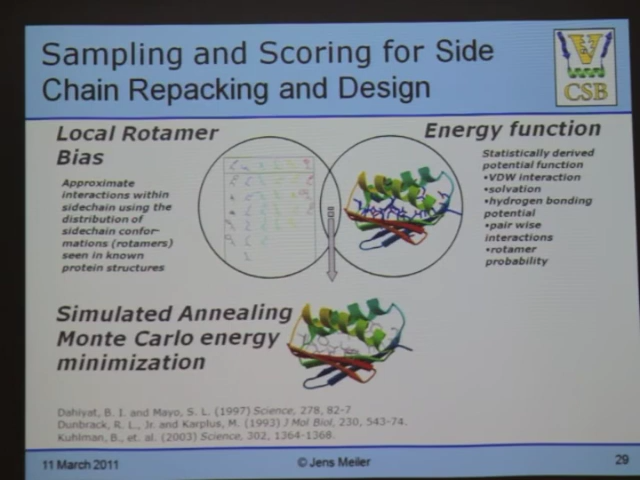 Sampling and Scoring for Side
Chain Repacking and Design
V
CSB
Local Rotamer
Bias
Approximate
interactions within
sidechain using the
distribution of
sidechain confor-
mations (rotamers)
seen in known
protein structures
Energy function
Statistically derived
potential function
•VDW interaction
•solvation
•hydrogen bonding
potential
•pair wise
interactions
•rotamer
probability
Simulated Annealing
Monte Carlo energy
minimization
Dahiyat, B. I. and Mayo, S. L. (1997) Science, 278, 82-7
Dunbrack, R. L., Jr. and Karplus, M. (1993) J Mol Biol, 230, 543-74.
Kuhlman, B., et. al. (2003) Science, 302, 1364-1368.
11 March 2011
© Jens Meiler
29